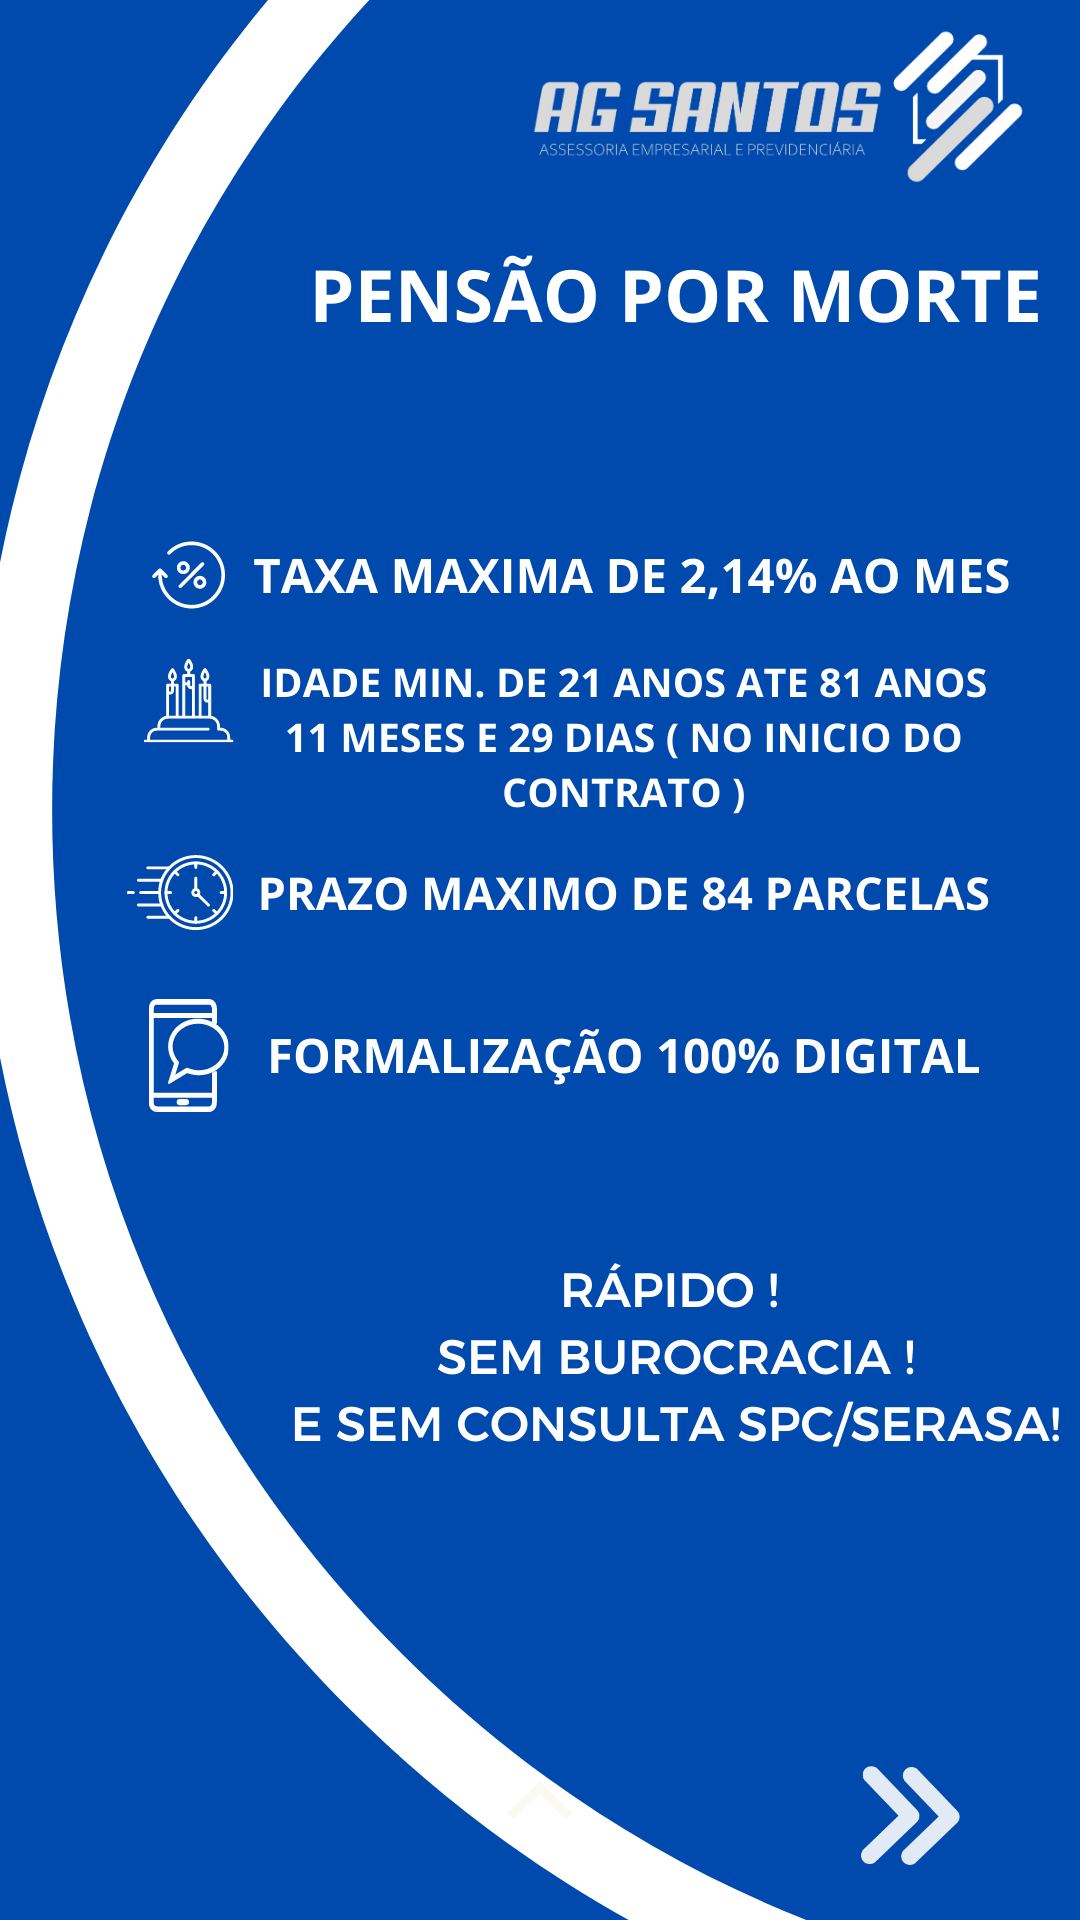 AG SANTOS
ASSESSORIA EMPRESARIAL E PREVIDENCIÁRIA
PENSÃO POR MORTE
TAXA MAXIMA DE 2,14% AO MES
IDADE MIN. DE 21 ANOS ATE 81 ANOS
11 MESES E 29 DIAS ( NO INICIO DO
CONTRATO )
PRAZO MAXIMO DE 84 PARCELAS
FORMALIZAÇÃO 100% DIGITAL
RÁPIDO !
SEM BUROCRACIA !
E SEM CONSULTA SPC/SERASA!